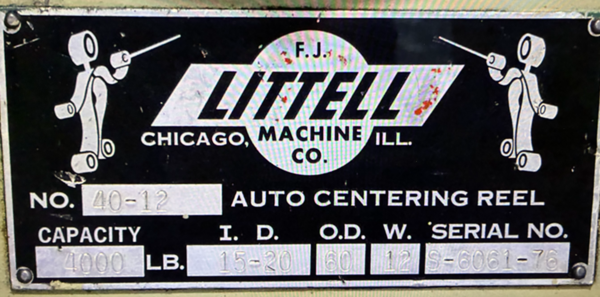 F.J.
LITTELL
CHICAGO, MACHINE ILL.
CO.
NO. 40-12 AUTO CENTERING REEL
CAPACITY I. D. O.D. W. SERIAL NO.
4000 LB. 15-20 60 12 S-6061-76